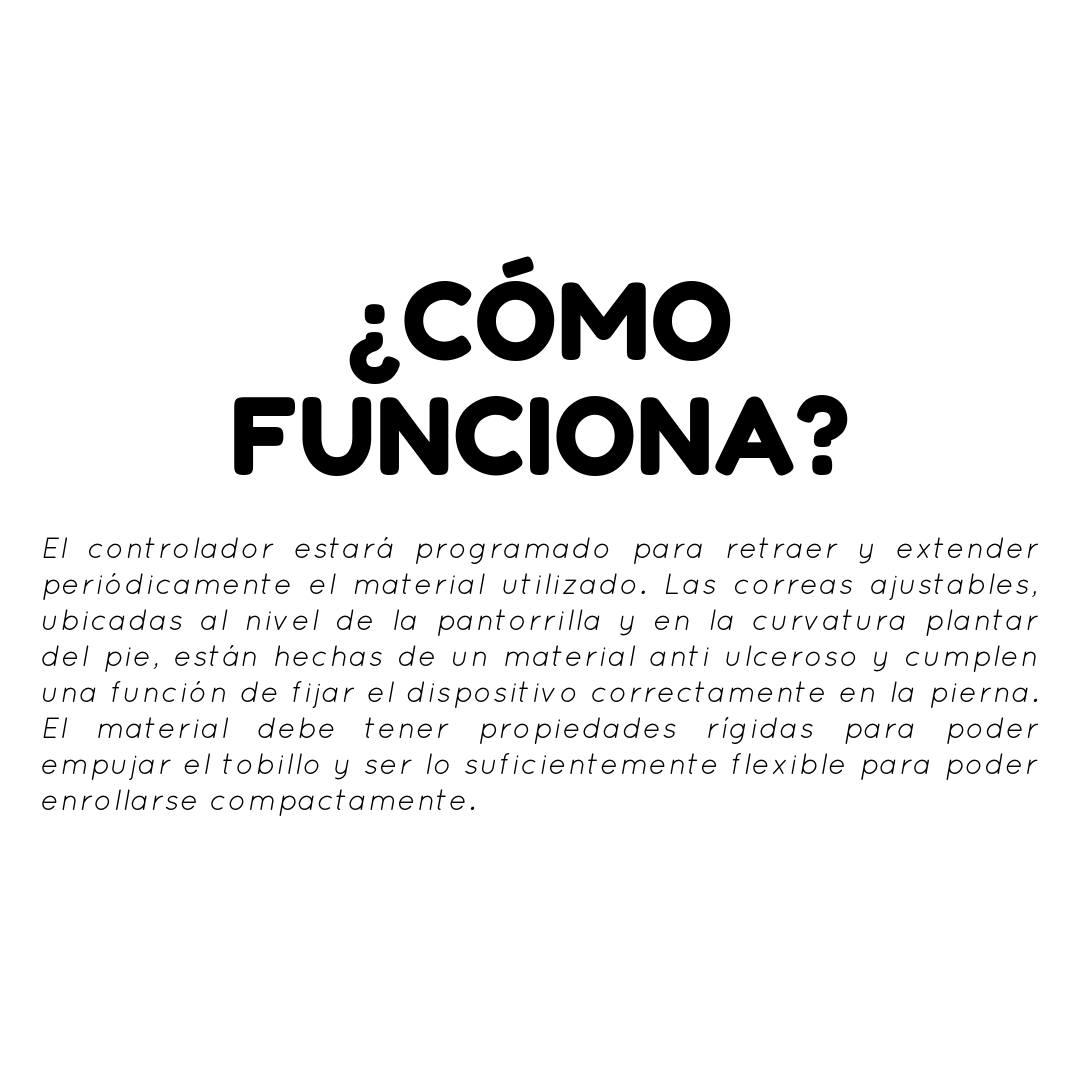 ¿CÓMO
FUNCIONA?
El controlador estará programado para retraer y extender
periódicamente el material utilizado. Las correas ajustables,
ubicadas al nivel de la pantorrilla y en la curvatura plantar
del pie, están hechas de un material anti ulceroso y cumplen
una función de fijar el dispositivo correctamente en la pierna.
El material debe tener propiedades rígidas para poder
empujar el tobillo y ser lo suficientemente flexible para poder
enrollarse compactamente.